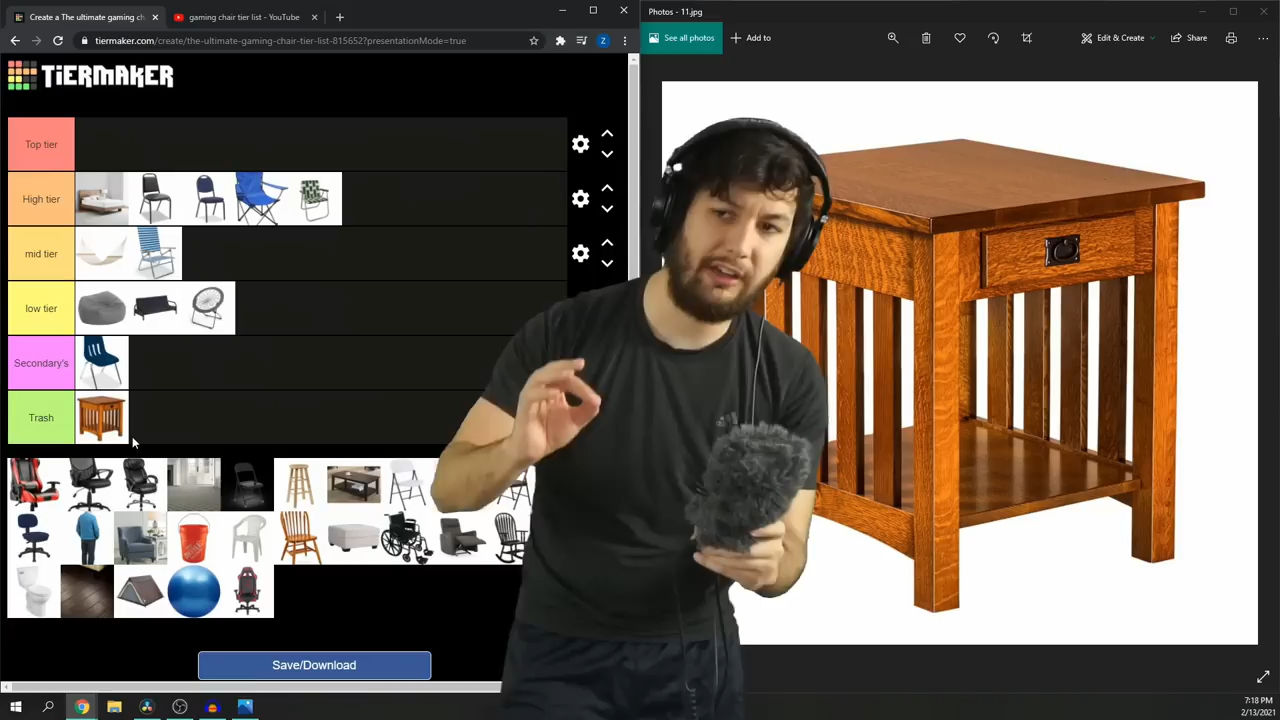 Create a The ultimate gaming ch
gaming chair tier list - YouTube
tiermaker.com/create/the-ultimate-gaming-chair-tier-list-815652?presentationMode=true
Z
TIERMAKER
Top tier
High tier
mid tier
low tier
Secondary's
Trash
Save/Download
Photos - 11.jpg
See all photos
Add to
Edit & Create
Share
7:18 PM
2/13/2021